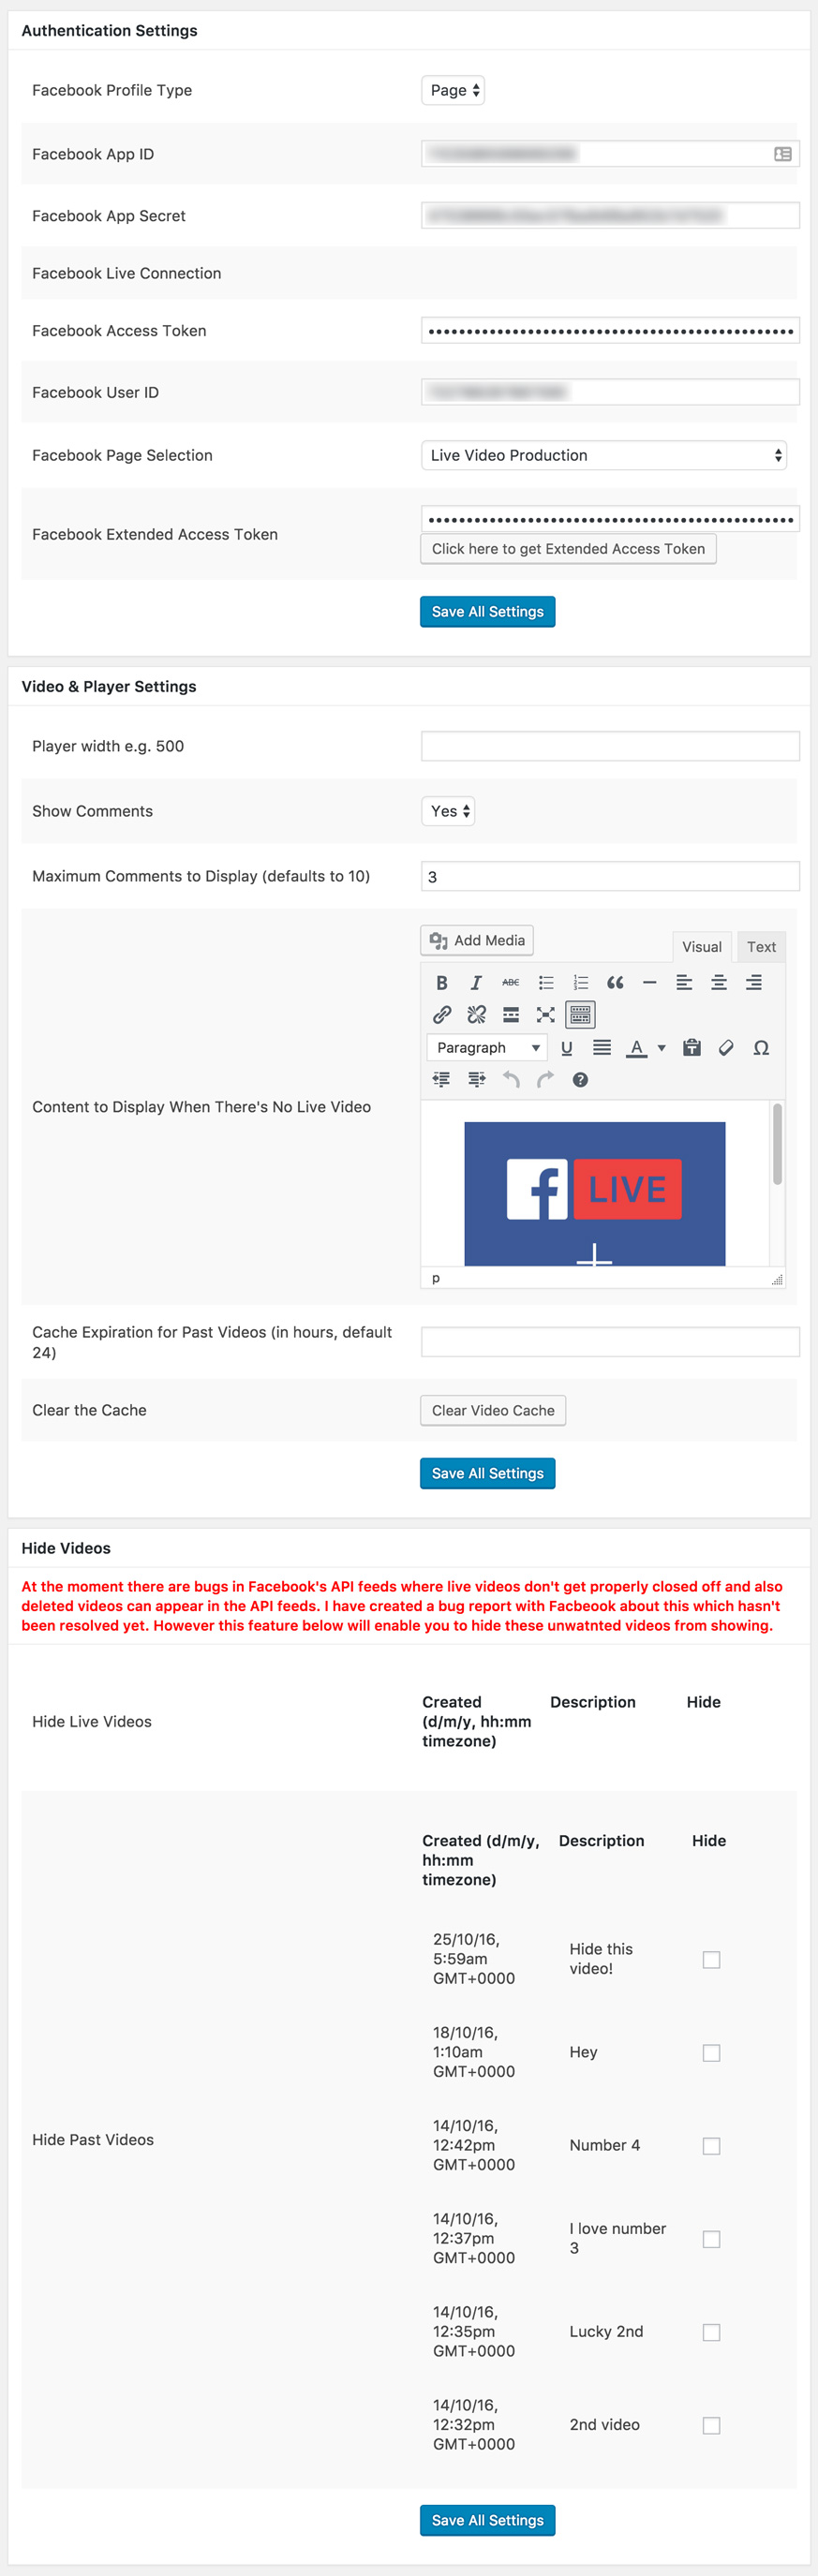 Authentication Settings
Facebook Profile Type
Page
Facebook App ID
Facebook App Secret
Facebook Live Connection
Facebook Access Token
Facebook User ID
Facebook Page Selection
Live Video Production
Facebook Extended Access Token
Click here to get Extended Access Token
Save All Settings
Video & Player Settings
Player width e.g. 500
Show Comments
Yes
Maximum Comments to Display (defaults to 10)
3
Add Media
Visual
Text
B I ABC
Paragraph
U A Ω
Content to Display When There's No Live Video
f LIVE
p
Cache Expiration for Past Videos (in hours, default
24)
Clear the Cache
Clear Video Cache
Save All Settings
Hide Videos
At the moment there are bugs in Facebook's API feeds where live videos don't get properly closed off and also
deleted videos can appear in the API feeds. I have created a bug report with Facbeook about this which hasn't
been resolved yet. However this feature below will enable you to hide these unwatnted videos from showing.
Hide Live Videos
Created
(d/m/y, hh:mm
timezone)
Description
Hide
Hide Past Videos
Created (d/m/y,
hh:mm
timezone)
Description
Hide
25/10/16,
5:59am
GMT+0000
Hide this
video!
18/10/16,
1:10am
GMT+0000
Hey
14/10/16,
12:42pm
GMT+0000
Number 4
14/10/16,
12:37pm
GMT+0000
I love number
3
14/10/16,
12:35pm
GMT+0000
Lucky 2nd
14/10/16,
12:32pm
GMT+0000
2nd video
Save All Settings